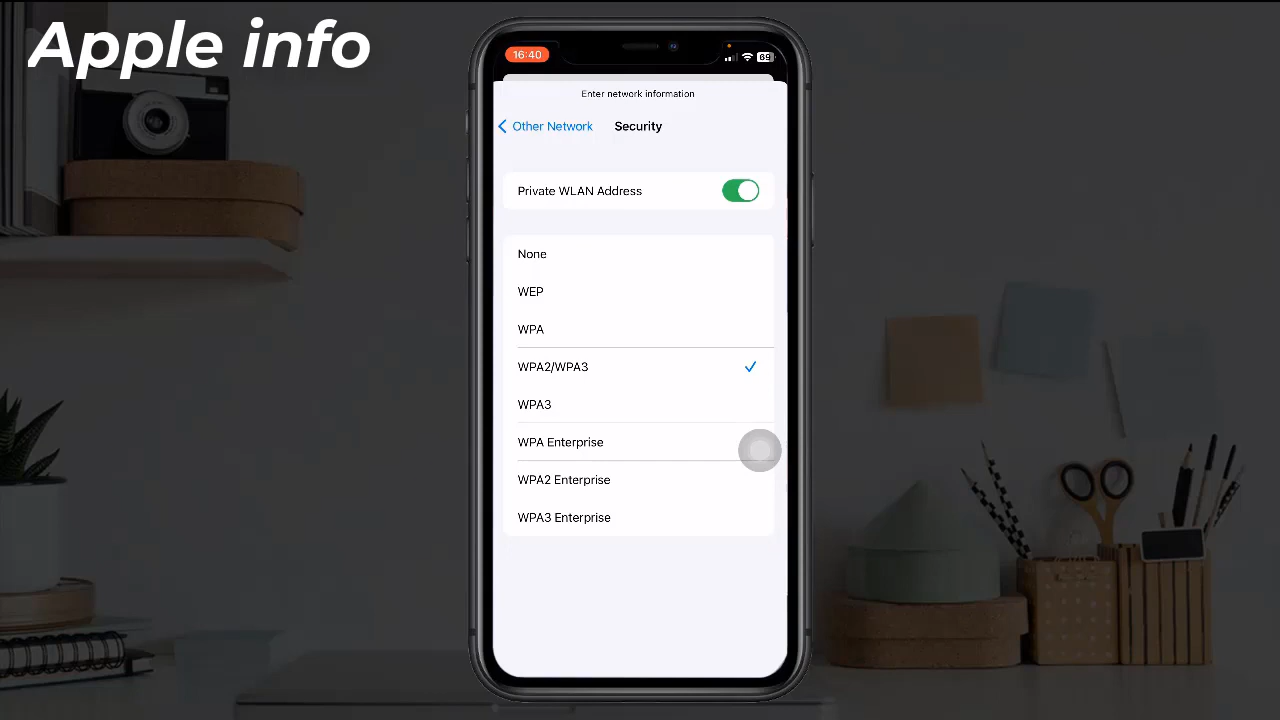 Apple info
16:40
69
Enter network information
Other Network
Security
Private WLAN Address
None
WEP
WPA
WPA2/WPA3
WPA3
WPA Enterprise
WPA2 Enterprise
WPA3 Enterprise